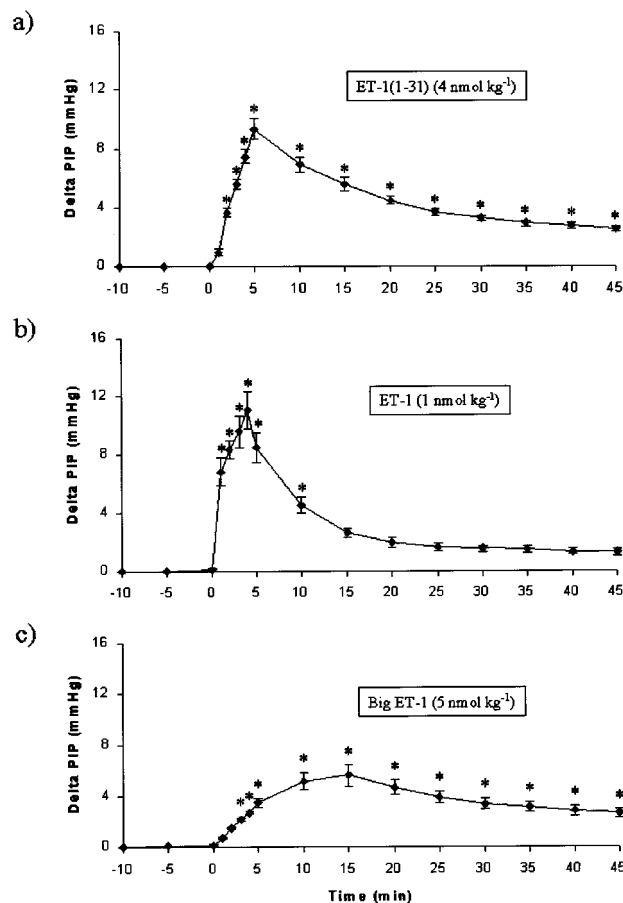 a)
16
12
8
4
0
Delta PIP (mmHg)
ET-1(1-31) (4 nmol kg⁻¹)
* * * * * * * * * * * *
-10 -5 0 5 10 15 20 25 30 35 40 45
b)
16
12
8
4
0
Delta PIP (mmHg)
ET-1 (1 nmol kg⁻¹)
* * * * * *
-10 -5 0 5 10 15 20 25 30 35 40 45
c)
16
12
8
4
0
Delta PIP (mmHg)
Big ET-1 (5 nmol kg⁻¹)
* * * * * * * * * * *
-10 -5 0 5 10 15 20 25 30 35 40 45
Time (min)